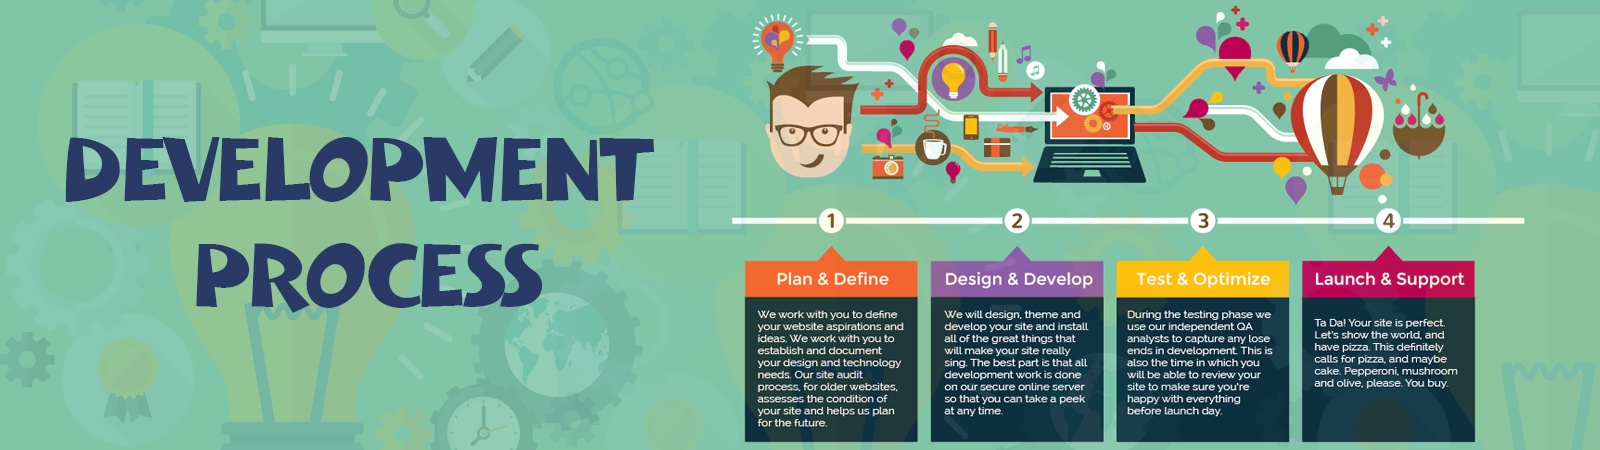 DEVELOPMENT
PROCESS
1
2
3
4
Plan & Define
We work with you to define
your website aspirations and
ideas. We work with you to
establish and document
your design and technology
needs. Our site audit
process, for older websites,
assesses the condition of
your site and helps us plan
for the future.
Design & Develop
We will design, theme and
develop your site and install
all of the great things that
will make your site really
sing. The best part is that all
development work is done
on our secure online server
so that you can take a peek
at any time.
Test & Optimize
During the testing phase we
use our independent QA
analysts to capture any lose
ends in development. This is
also the time in which you
will be able to review your
site to make sure you're
happy with everything
before launch day.
Launch & Support
Ta Da! Your site is perfect.
Let's show the world, and
have pizza. This definitely
calls for pizza, and maybe
cake. Pepperoni, mushroom
and olive, please. You buy.